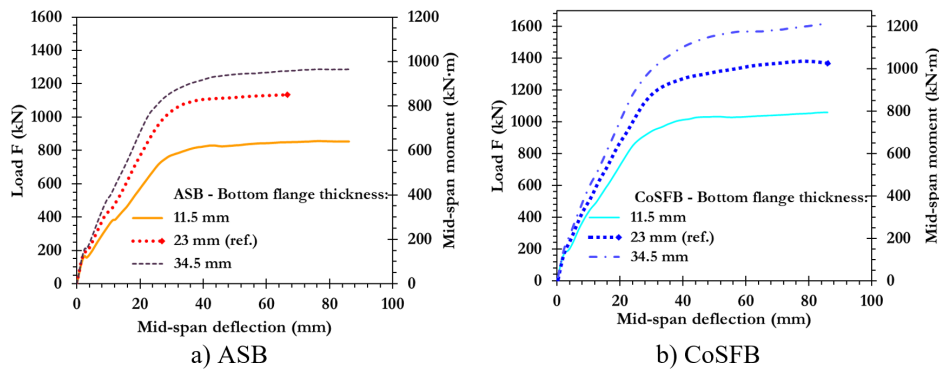 1600
1400
1200
1000
800
600
400
200
0
Load F (kN)
1200
1000
800
600
400
200
0
Mid-span moment (kN·m)
ASB - Bottom flange thickness:
11.5 mm
23 mm (ref.)
34.5 mm
0 20 40 60 80 100
Mid-span deflection (mm)
a) ASB
1600
1400
1200
1000
800
600
400
200
0
Load F (kN)
1200
1000
800
600
400
200
0
Mid-span moment (kN·m)
CoSFB - Bottom flange thickness:
11.5 mm
23 mm (ref.)
34.5 mm
0 20 40 60 80 100
Mid-span deflection (mm)
b) CoSFB